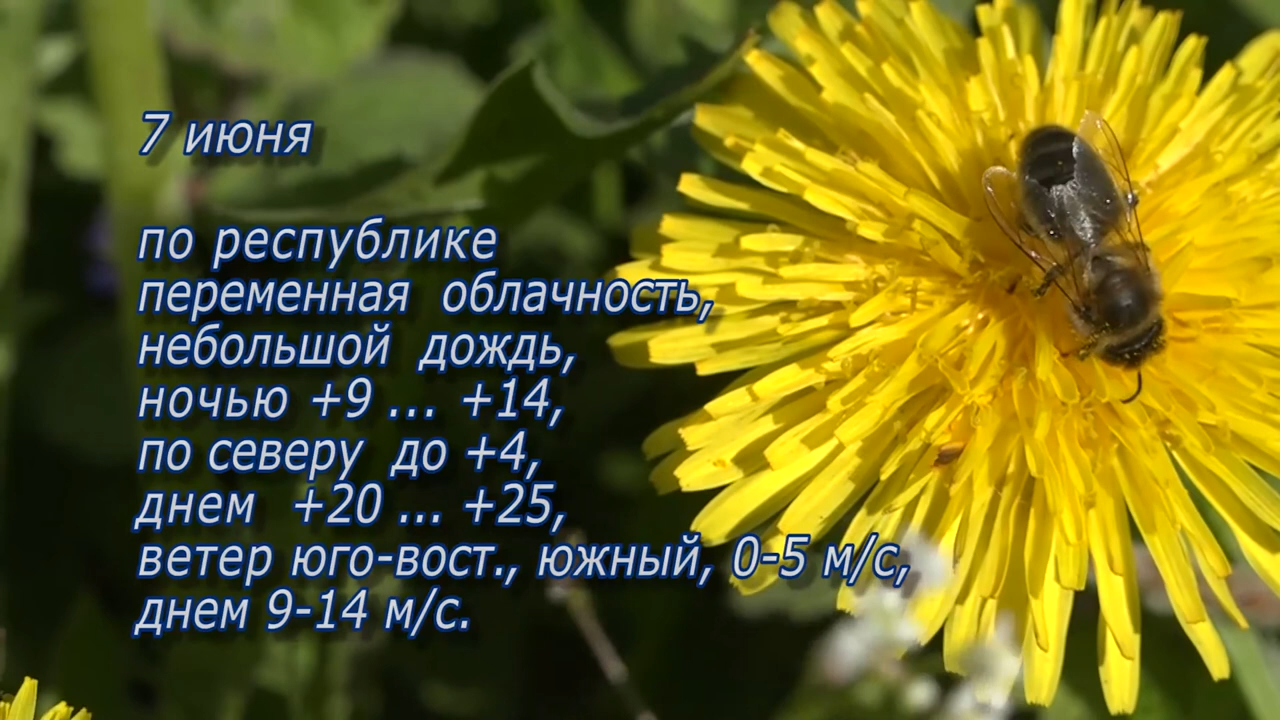 7 июня
по республике
переменная облачность,
небольшой дождь,
ночью +9 ... +14,
по северу до +4,
днем +20 ... +25,
ветер юго-вост., южный, 0-5 м/с,
днем 9-14 м/с.